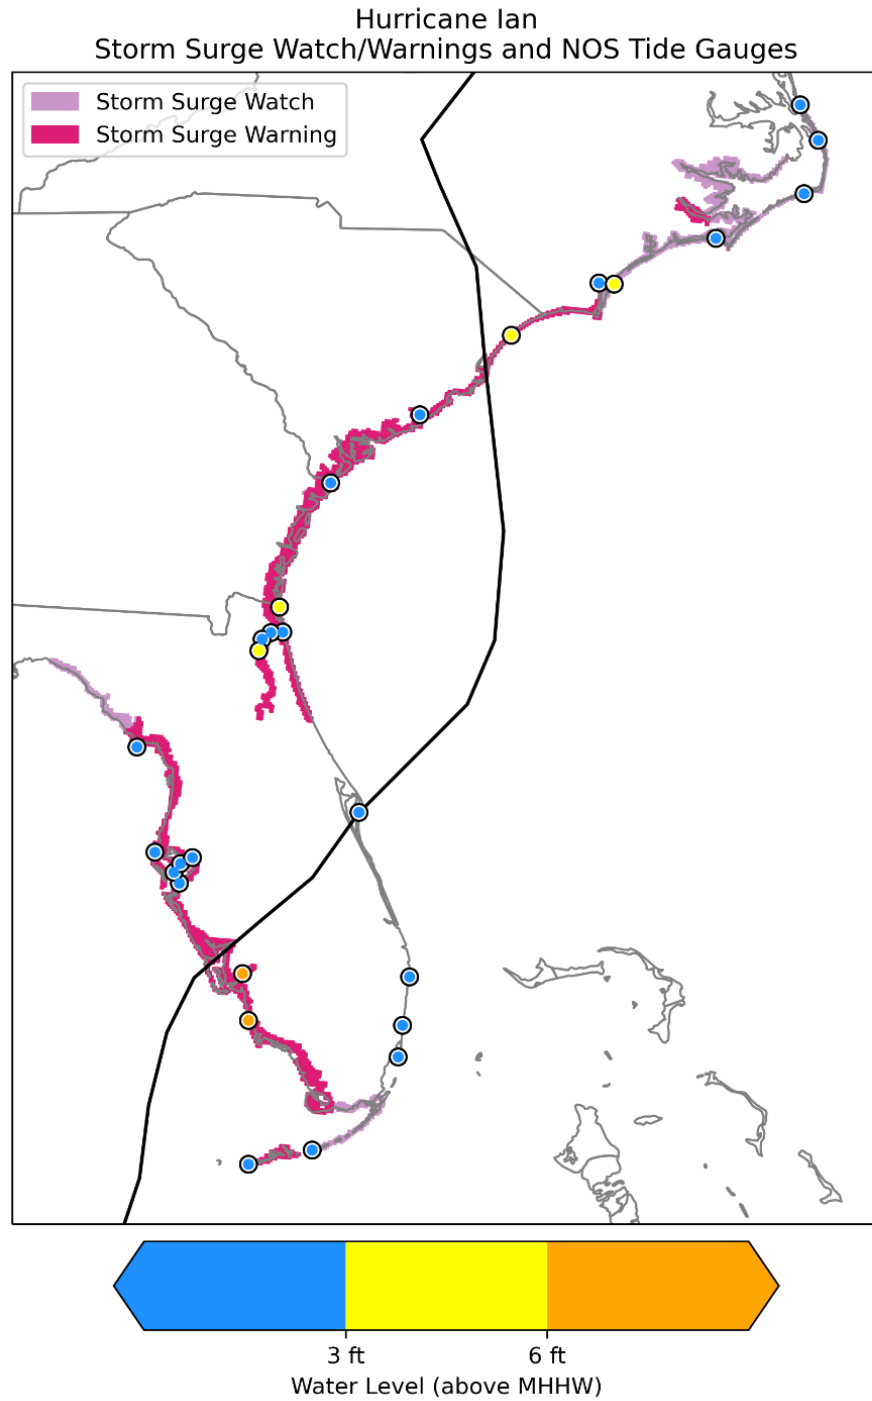 Hurricane Ian
Storm Surge Watch/Warnings and NOS Tide Gauges
Storm Surge Watch
Storm Surge Warning
3 ft
6 ft
Water Level (above MHHW)